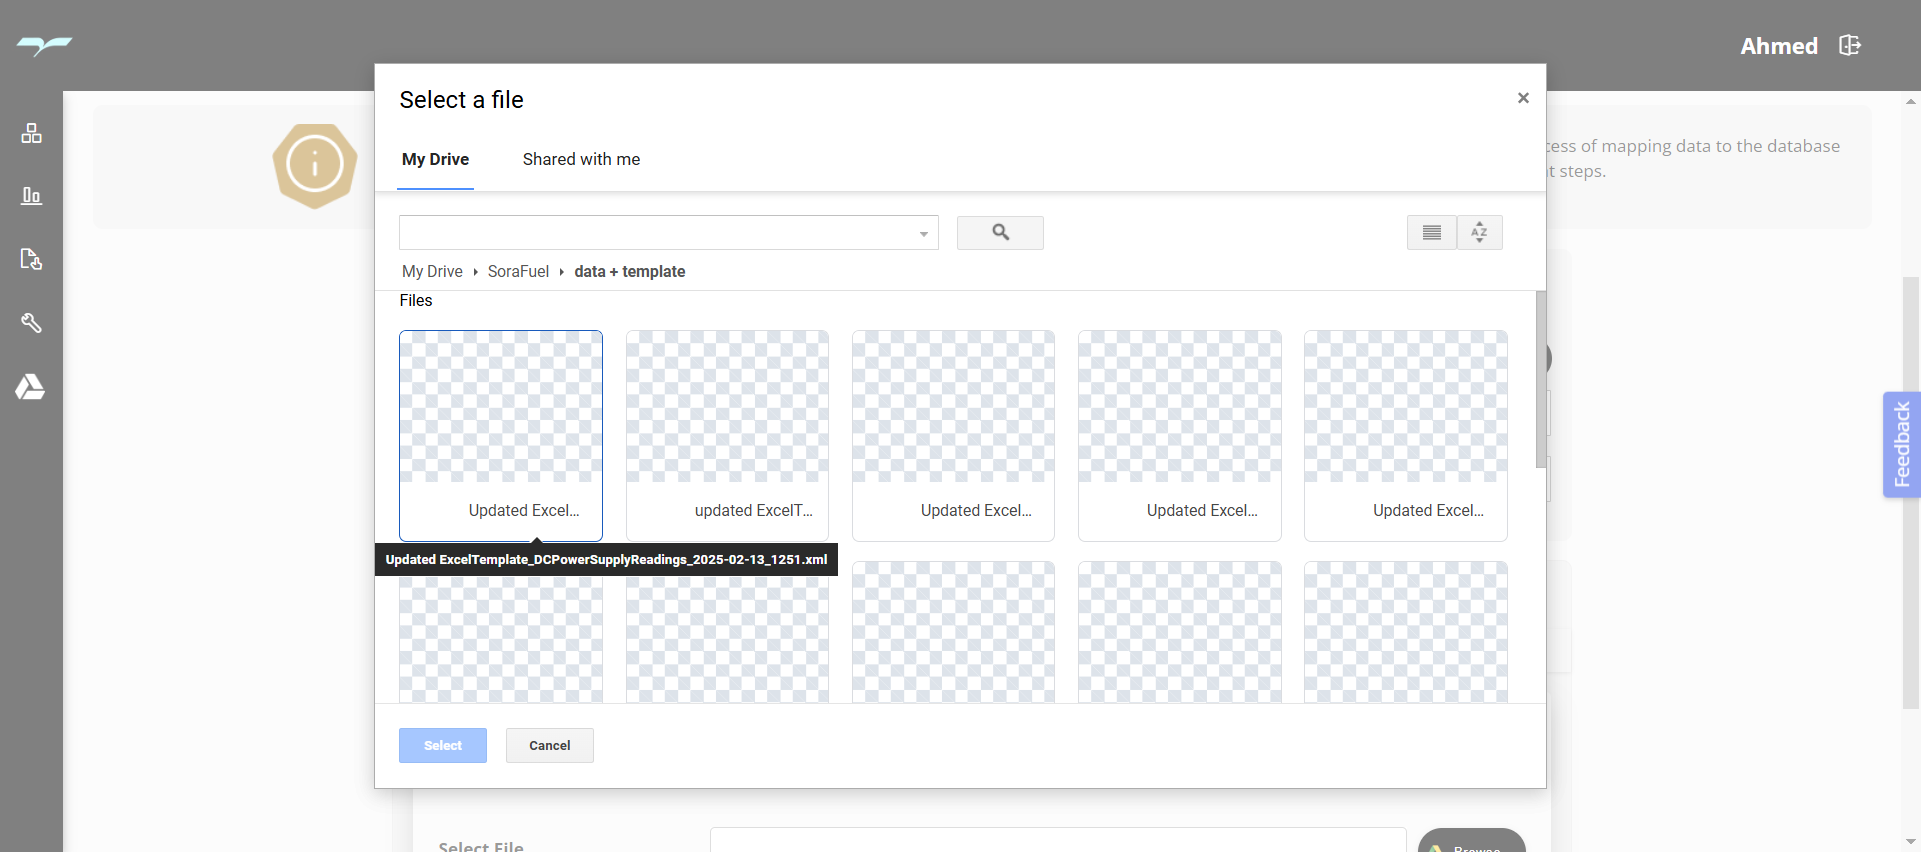 Ahmed
Select a file
×
My Drive Shared with me
cess of mapping data to the database
t steps.
AZ
My Drive SoraFuel data + template
Files
Updated Excel... updated ExcelT... Updated Excel... Updated Excel... Updated Excel...
Updated ExcelTemplate_DCPowerSupplyReadings_2025-02-13_1251.xml
Feedback
Select Cancel
Select File
Browse